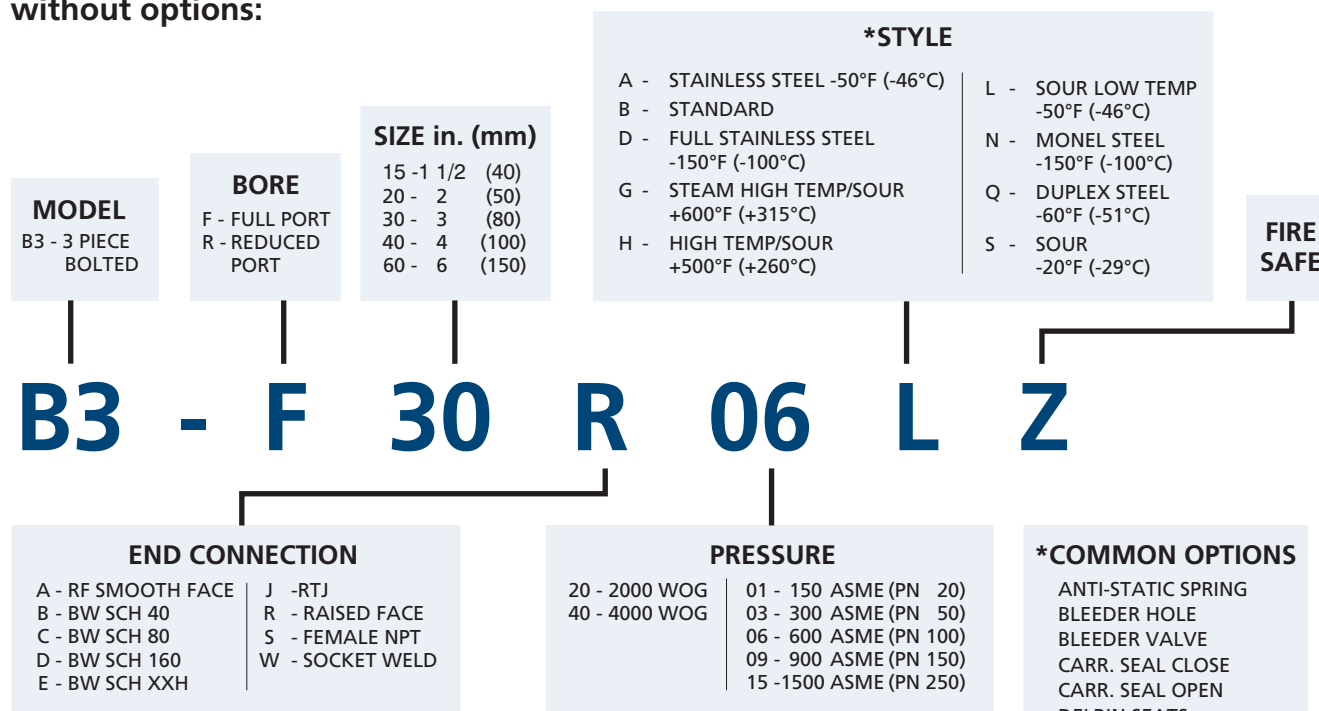 without options:
*STYLE
A - STAINLESS STEEL -50°F (-46°C)
B - STANDARD
D - FULL STAINLESS STEEL
-150°F (-100°C)
G - STEAM HIGH TEMP/SOUR
+600°F (+315°C)
H - HIGH TEMP/SOUR
+500°F (+260°C)
L - SOUR LOW TEMP
-50°F (-46°C)
N - MONEL STEEL
-150°F (-100°C)
Q - DUPLEX STEEL
-60°F (-51°C)
S - SOUR
-20°F (-29°C)
SIZE in. (mm)
15 -1 1/2 (40)
20 - 2 (50)
30 - 3 (80)
40 - 4 (100)
60 - 6 (150)
BORE
F - FULL PORT
R - REDUCED
PORT
MODEL
B3 - 3 PIECE
BOLTED
FIRE
SAFE
B3 - F 30 R 06 L Z
END CONNECTION
A - RF SMOOTH FACE
B - BW SCH 40
C - BW SCH 80
D - BW SCH 160
E - BW SCH XXH
J -RTJ
R - RAISED FACE
S - FEMALE NPT
W - SOCKET WELD
PRESSURE
20 - 2000 WOG
40 - 4000 WOG
01 - 150 ASME (PN 20)
03 - 300 ASME (PN 50)
06 - 600 ASME (PN 100)
09 - 900 ASME (PN 150)
15 -1500 ASME (PN 250)
*COMMON OPTIONS
ANTI-STATIC SPRING
BLEEDER HOLE
BLEEDER VALVE
CARR. SEAL CLOSE
CARR. SEAL OPEN